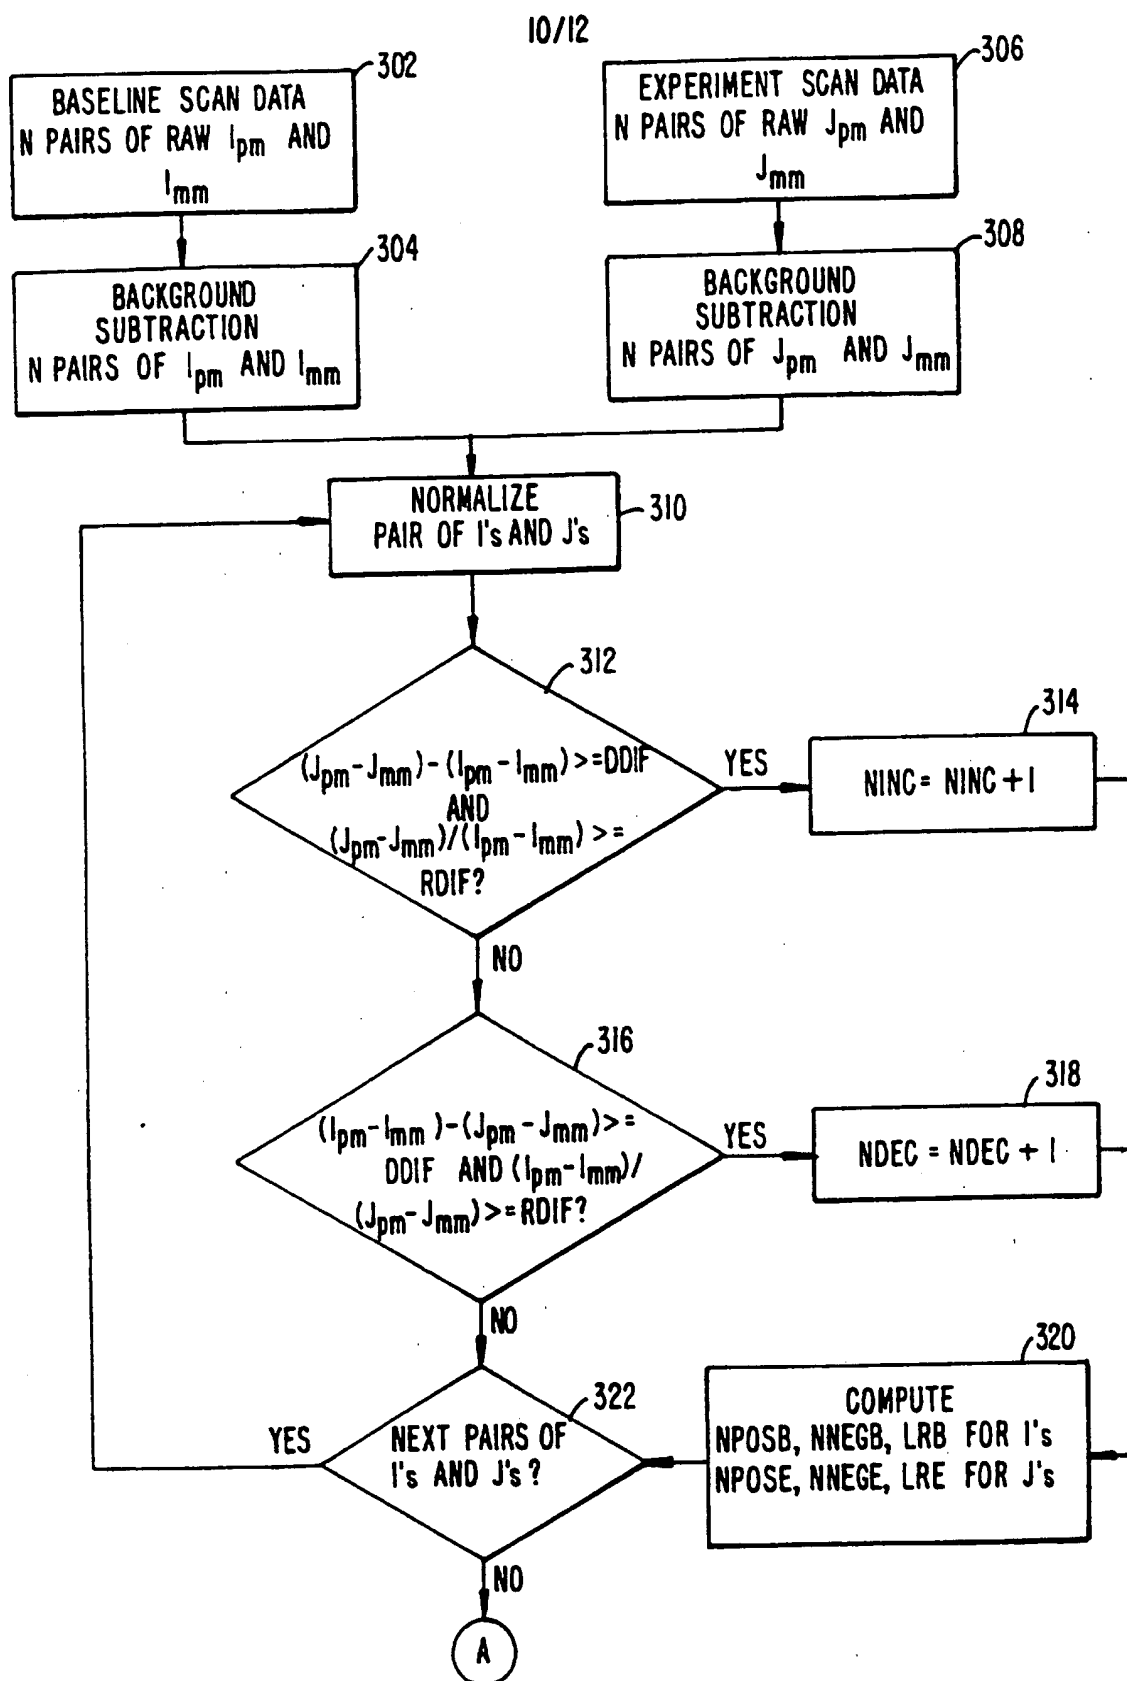 10/12
302
BASELINE SCAN DATA
N PAIRS OF RAW Ipm AND
Imm
306
EXPERIMENT SCAN DATA
N PAIRS OF RAW Jpm AND
Jmm
304
BACKGROUND
SUBTRACTION
N PAIRS OF Ipm AND Imm
308
BACKGROUND
SUBTRACTION
N PAIRS OF Jpm AND Jmm
NORMALIZE
PAIR OF I's AND J's
310
312
(Jpm-Jmm)-(Ipm-Imm)>=DDIF
AND
(Jpm-Jmm)/(Ipm-Imm)>=
RDIF?
YES
314
NINC=NINC+1
NO
316
(Ipm-Imm)-(Jpm-Jmm)>=
DDIF AND (Ipm-Imm)/
(Jpm-Jmm)>=RDIF?
YES
318
NDEC=NDEC+1
NO
322
NEXT PAIRS OF
I's AND J's?
YES
320
COMPUTE
NPOSB, NNEGB, LRB FOR I's
NPOSE, NNEGE, LRE FOR J's
NO
A